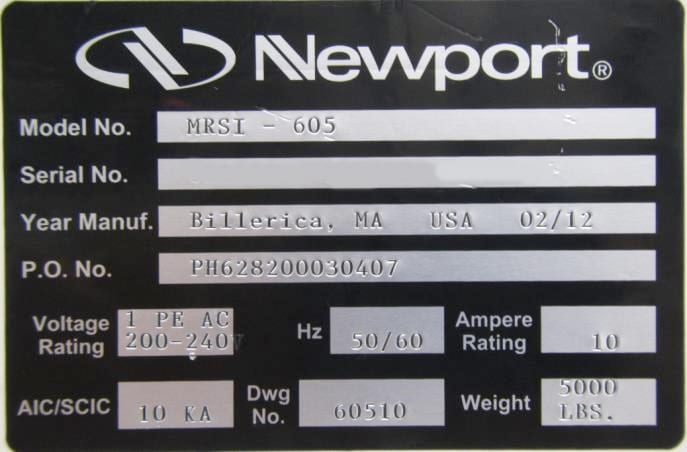 Newport®
Model No. MRSI - 605
Serial No.
Year Manuf. Billerica, MA USA 02/12
P.O. No. PH628200030407
Voltage Rating 1 PE AC 200-240V Hz 50/60 Ampere Rating 10
AIC/SCIC 10 KA Dwg No. 60510 Weight 5000 LBS.